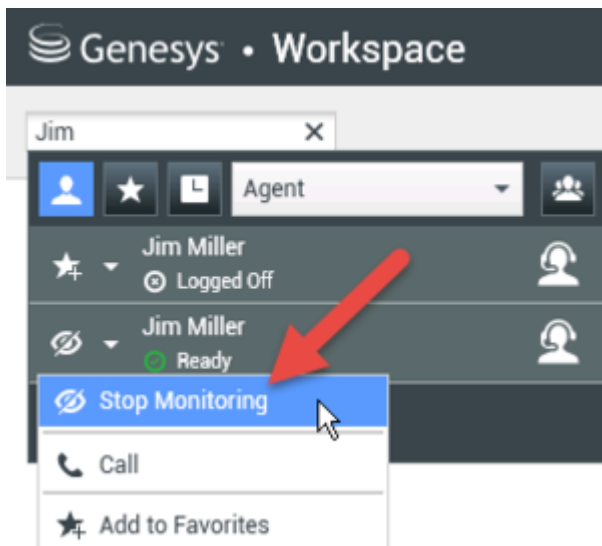 Genesys • Workspace
Jim
Agent
Jim Miller
Logged Off
Jim Miller
Ready
Stop Monitoring
Call
Add to Favorites